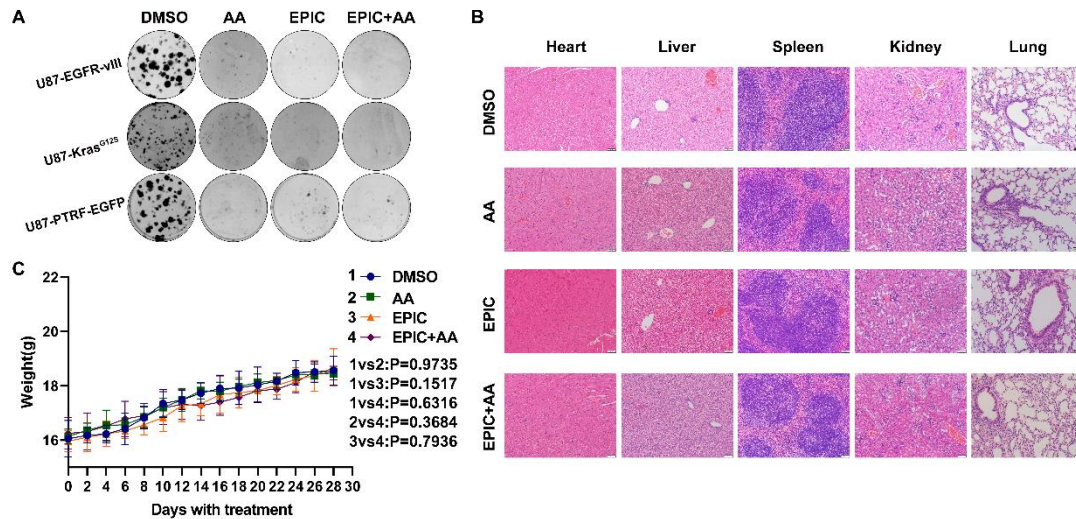 A
DMSO AA EPIC EPIC+AA
U87-EGFR-vIII
U87-Kras^G12S
U87-PTRF-EGFP
B
Heart Liver Spleen Kidney Lung
DMSO
AA
EPIC
EPIC+AA
C
22
20
18
16
Weight(g)
0 2 4 6 8 10 12 14 16 18 20 22 24 26 28 30
Days with treatment
1 DMSO
2 AA
3 EPIC
4 EPIC+AA
1vs2:P=0.9735
1vs3:P=0.1517
1vs4:P=0.6316
2vs4:P=0.3684
3vs4:P=0.7936